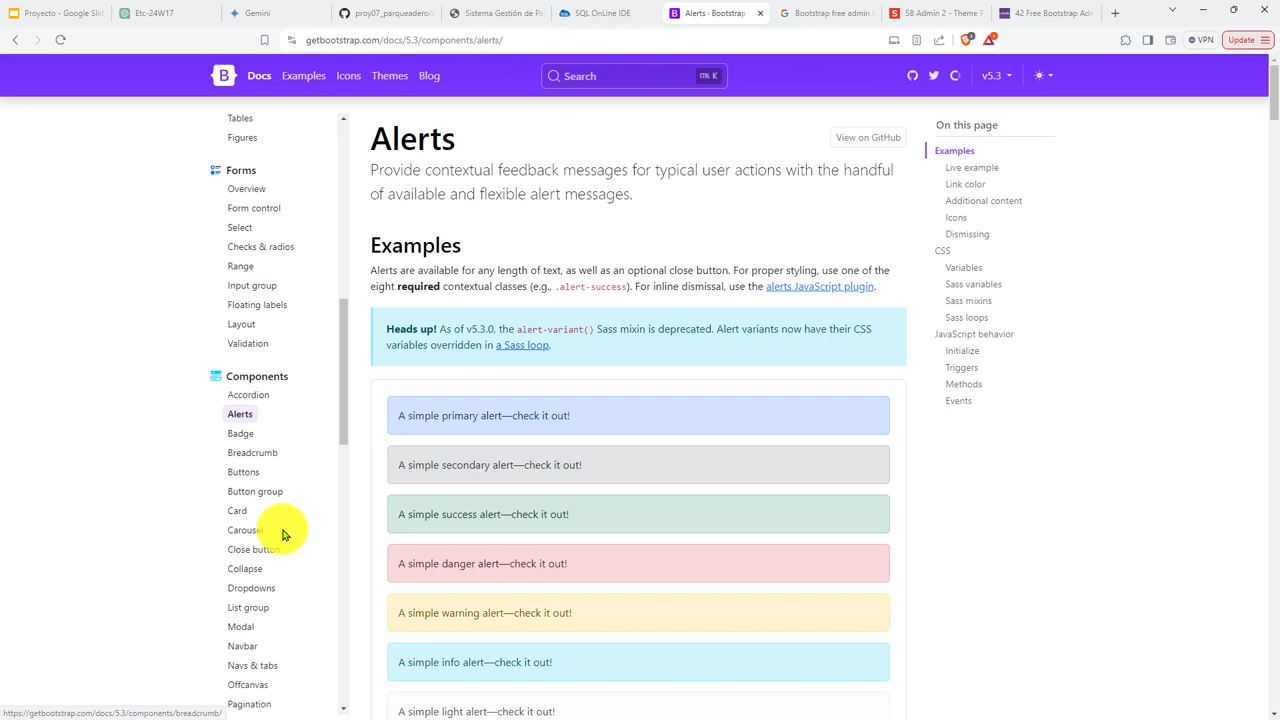 Proyecto - Google Slid
Etc-24W17
Gemini
proy07_parqueadero/
Sistema Gestión de Pa
SQL OnLine IDE
Alerts · Bootstrap
Bootstrap free admin t
SB Admin 2 - Theme P
42 Free Bootstrap Adm
getbootstrap.com/docs/5.3/components/alerts/
VPN
Update
B
Docs
Examples
Icons
Themes
Blog
Search
CTRL K
v5.3
Tables
Figures
Forms
Overview
Form control
Select
Checks & radios
Range
Input group
Floating labels
Layout
Validation
Components
Accordion
Alerts
Badge
Breadcrumb
Buttons
Button group
Card
Carousel
Close button
Collapse
Dropdowns
List group
Modal
Navbar
Navs & tabs
Offcanvas
Pagination
https://getbootstrap.com/docs/5.3/components/breadcrumb/
Alerts
View on GitHub
Provide contextual feedback messages for typical user actions with the handful
of available and flexible alert messages.
Examples
Alerts are available for any length of text, as well as an optional close button. For proper styling, use one of the
eight required contextual classes (e.g., .alert-success). For inline dismissal, use the alerts JavaScript plugin.
Heads up! As of v5.3.0, the alert-variant() Sass mixin is deprecated. Alert variants now have their CSS
variables overridden in a Sass loop.
A simple primary alert—check it out!
A simple secondary alert—check it out!
A simple success alert—check it out!
A simple danger alert—check it out!
A simple warning alert—check it out!
A simple info alert—check it out!
A simple light alert—check it out!
On this page
Examples
Live example
Link color
Additional content
Icons
Dismissing
CSS
Variables
Sass variables
Sass mixins
Sass loops
JavaScript behavior
Initialize
Triggers
Methods
Events